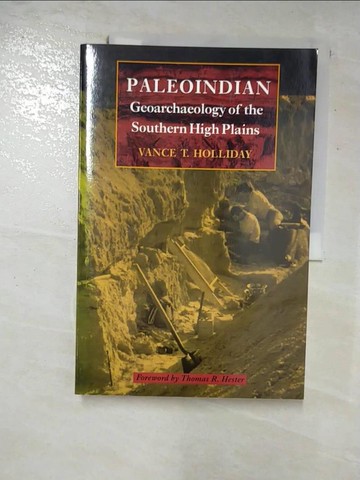 PALEOINDIAN
Geoarchaeology of the
Southern High Plains
VANCE T. HOLLIDAY
Foreword by Thomas R. Hester